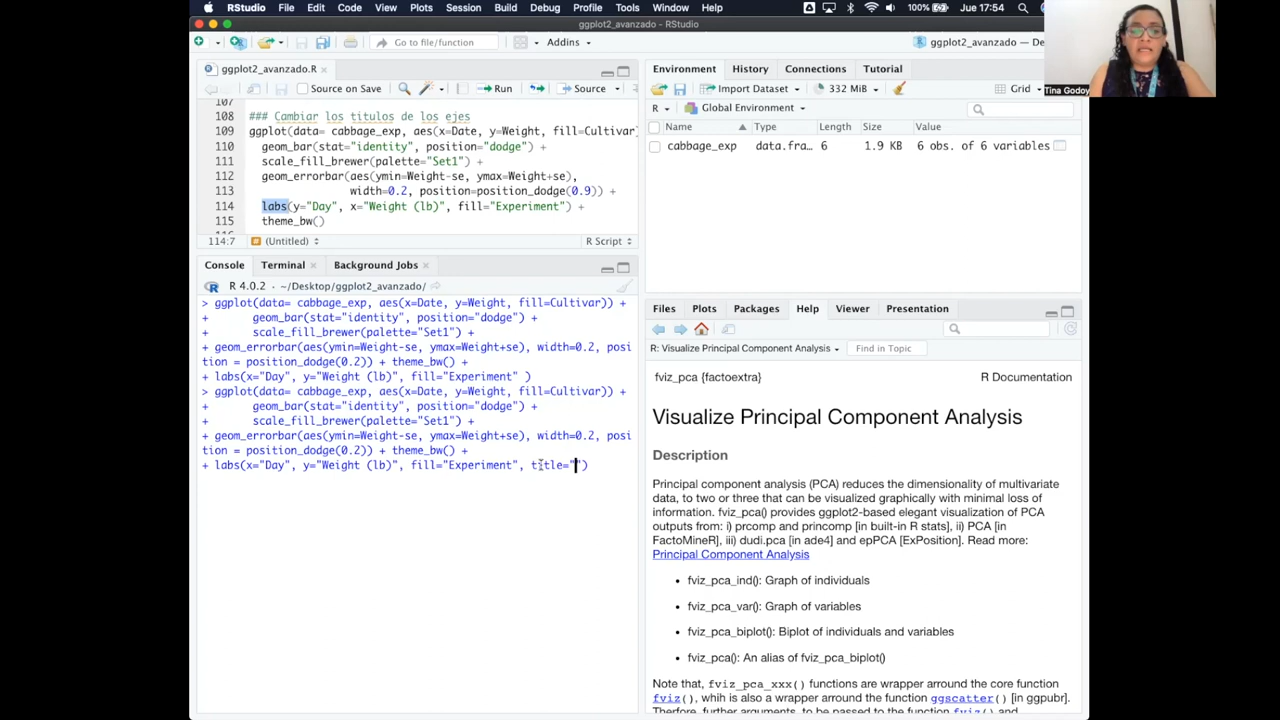 RStudio File Edit Code View Plots Session Build Debug Profile Tools Window Help 100% Jue 17:54
ggplot2_avanzado - RStudio
Go to file/function Addins ggplot2_avanzado — De
Tina Godoy
ggplot2_avanzado.R
Source on Save Run Source
107
108 ### Cambiar los titulos de los ejes
109 ggplot(data= cabbage_exp, aes(x=Date, y=Weight, fill=Cultivar
110 geom_bar(stat="identity", position="dodge") +
111 scale_fill_brewer(palette="Set1") +
112 geom_errorbar(aes(ymin=Weight-se, ymax=Weight+se),
113 width=0.2, position=position_dodge(0.9)) +
114 labs(y="Day", x="Weight (lb)", fill="Experiment") +
115 theme_bw()
114:7 (Untitled) R Script
Console Terminal Background Jobs
R 4.0.2 · ~/Desktop/ggplot2_avanzado/
> ggplot(data= cabbage_exp, aes(x=Date, y=Weight, fill=Cultivar)) +
+ geom_bar(stat="identity", position="dodge") +
+ scale_fill_brewer(palette="Set1") +
+ geom_errorbar(aes(ymin=Weight-se, ymax=Weight+se), width=0.2, posi
tion = position_dodge(0.2)) + theme_bw() +
+ labs(x="Day", y="Weight (lb)", fill="Experiment" )
> ggplot(data= cabbage_exp, aes(x=Date, y=Weight, fill=Cultivar)) +
+ geom_bar(stat="identity", position="dodge") +
+ scale_fill_brewer(palette="Set1") +
+ geom_errorbar(aes(ymin=Weight-se, ymax=Weight+se), width=0.2, posi
tion = position_dodge(0.2)) + theme_bw() +
+ labs(x="Day", y="Weight (lb)", fill="Experiment", title="")
Environment History Connections Tutorial
Import Dataset 332 MiB Grid
R Global Environment
Name Type Length Size Value
cabbage_exp data.fra… 6 1.9 KB 6 obs. of 6 variables
Files Plots Packages Help Viewer Presentation
R: Visualize Principal Component Analysis Find in Topic
fviz_pca {factoextra} R Documentation
Visualize Principal Component Analysis
Description
Principal component analysis (PCA) reduces the dimensionality of multivariate
data, to two or three that can be visualized graphically with minimal loss of
information. fviz_pca() provides ggplot2-based elegant visualization of PCA
outputs from: i) prcomp and princomp [in built-in R stats], ii) PCA [in
FactoMineR], iii) dudi.pca [in ade4] and epPCA [ExPosition]. Read more:
Principal Component Analysis
• fviz_pca_ind(): Graph of individuals
• fviz_pca_var(): Graph of variables
• fviz_pca_biplot(): Biplot of individuals and variables
• fviz_pca(): An alias of fviz_pca_biplot()
Note that, fviz_pca_xxx() functions are wrapper arround the core function
fviz(), whih is also a wrapper arround the function ggscatter() [in ggpubr].
Therfore, further arguments, to be passed to the function fviz() and